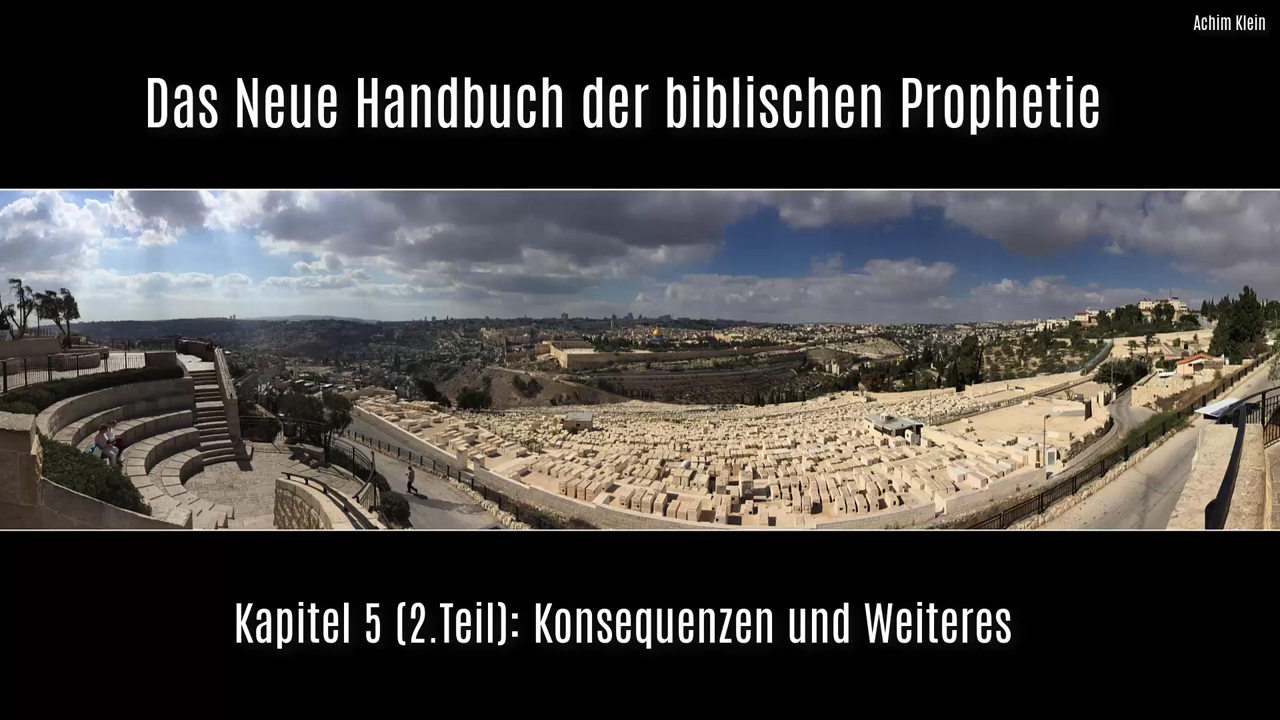 Achim Klein
Das Neue Handbuch der biblischen Prophetie
Kapitel 5 (2.Teil): Konsequenzen und Weiteres